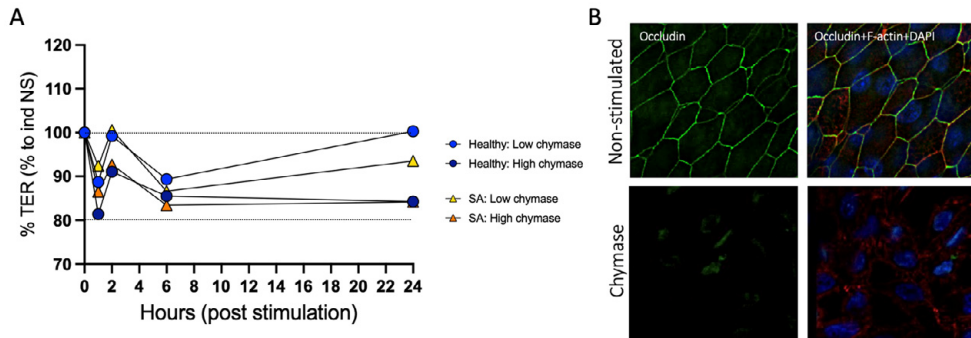 A
120
110
100
90
80
70
% TER (% to ind NS)
0 2 4 6 8 10 12 14 16 18 20 22 24
Hours (post stimulation)
Healthy: Low chymase
Healthy: High chymase
SA: Low chymase
SA: High chymase
B
Non-stimulated
Chymase
Occludin
Occludin+F-actin+DAPI